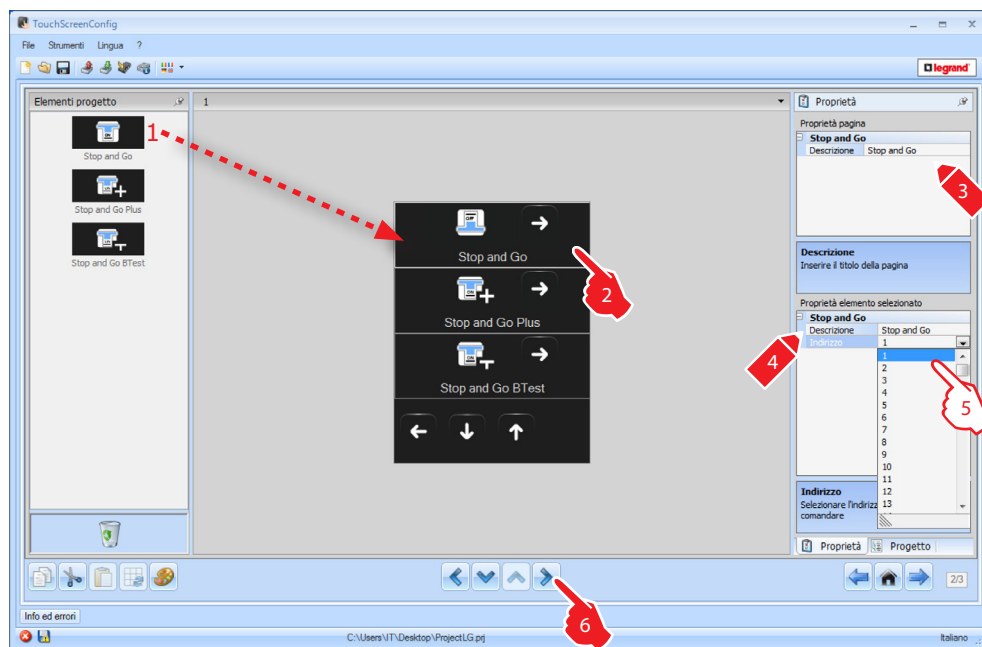 TouchScreenConfig
File Strumenti Lingua ?
legrand
Elementi progetto
1
Proprietà
Stop and Go
Stop and Go Plus
Stop and Go BTest
1
Stop and Go
2
Stop and Go Plus
Stop and Go BTest
Proprietà pagina
Stop and Go
Descrizione Stop and Go
3
Descrizione
Inserire il titolo della pagina
Proprietà elemento selezionato
Stop and Go
Descrizione Stop and Go
Indirizzo 1
4
1
2
3
4
5
6
7
8
9
10
11
12
13
5
Indirizzo
Selezionare l'indirizz
comandare
Proprietà Progetto
2/3
6
Info ed errori
C:\Users\IT\Desktop\ProjectLG.prj
Italiano